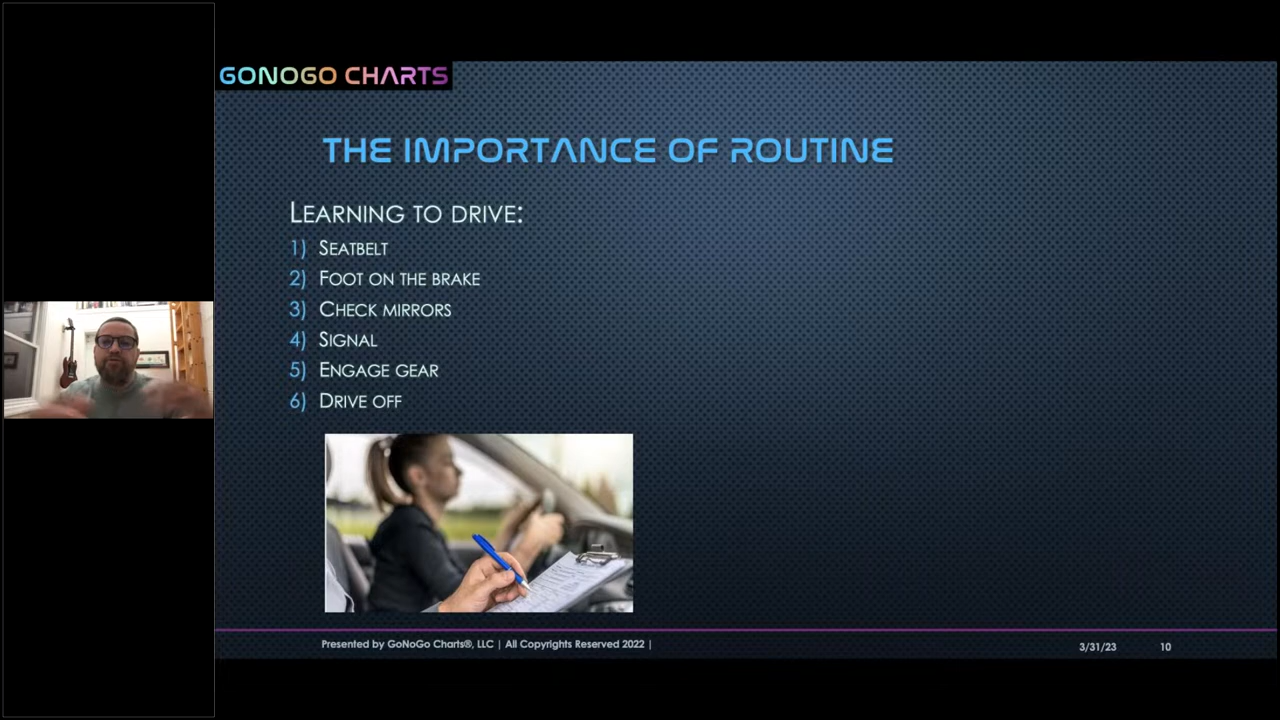 GONOGO CHARTS
THE IMPORTANCE OF ROUTINE
LEARNING TO DRIVE:
1) SEATBELT
2) FOOT ON THE BRAKE
3) CHECK MIRRORS
4) SIGNAL
5) ENGAGE GEAR
6) DRIVE OFF
Presented by GoNoGo Charts®, LLC | All Copyrights Reserved 2022 |
3/31/23 10